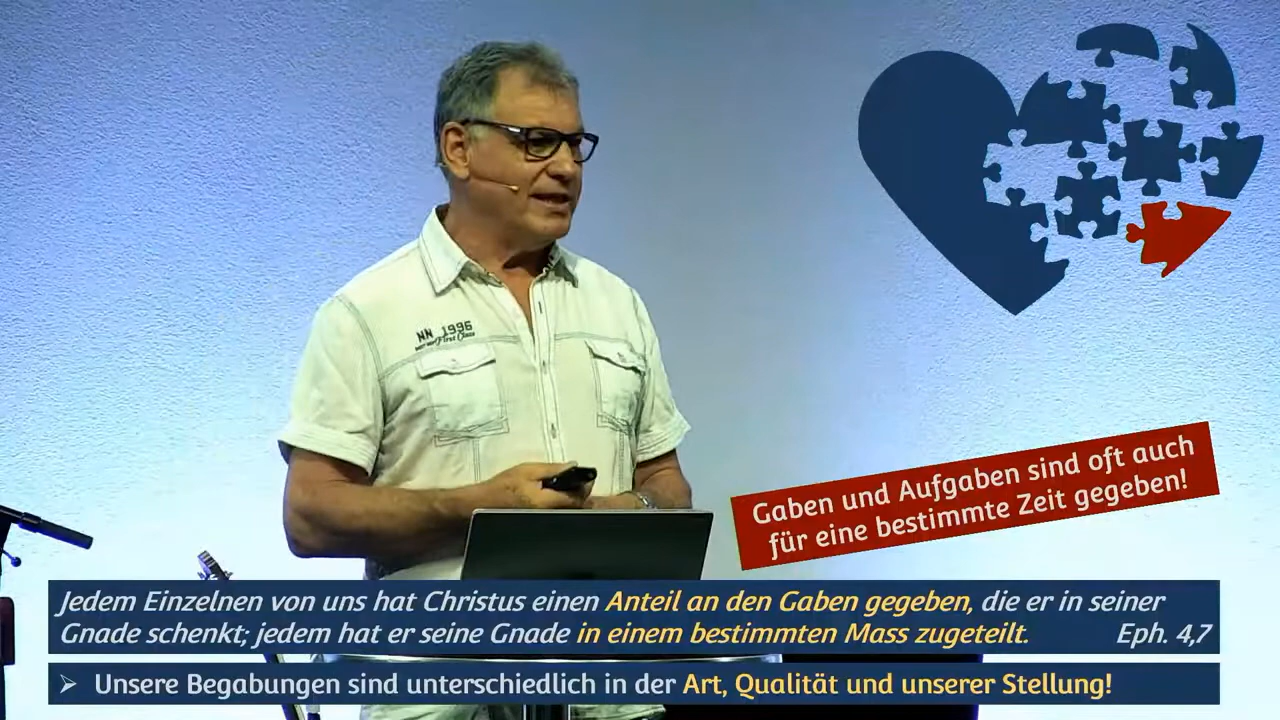 NN 1996
First Class
Gaben und Aufgaben sind oft auch
für eine bestimmte Zeit gegeben!
Jedem Einzelnen von uns hat Christus einen Anteil an den Gaben gegeben, die er in seiner
Gnade schenkt; jedem hat er seine Gnade in einem bestimmten Mass zugeteilt. Eph. 4,7
➢ Unsere Begabungen sind unterschiedlich in der Art, Qualität und unserer Stellung!